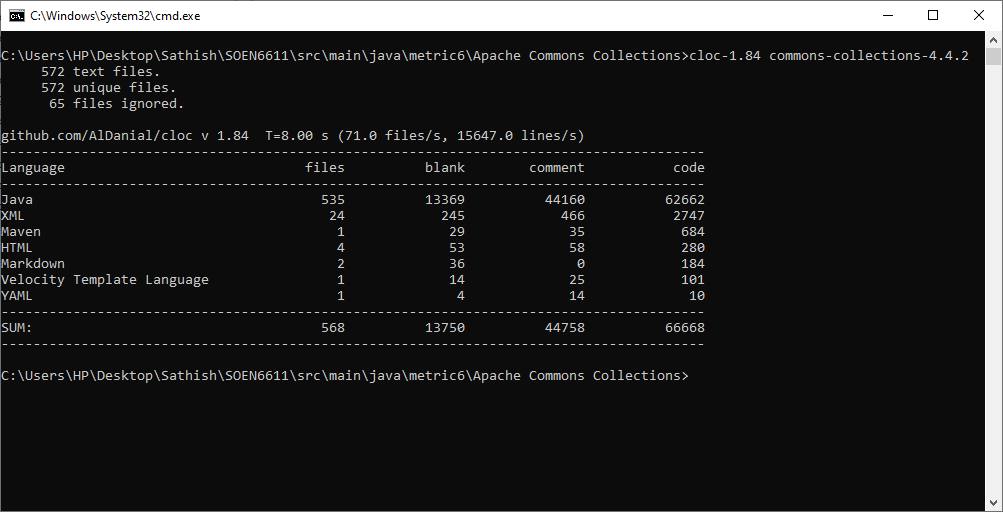 C:\Windows\System32\cmd.exe
C:\Users\HP\Desktop\Sathish\SOEN6611\src\main\java\metric6\Apache Commons Collections>cloc-1.84 commons-collections-4.4.2
     572 text files.
     572 unique files.
      65 files ignored.
github.com/AlDanial/cloc v 1.84  T=8.00 s (71.0 files/s, 15647.0 lines/s)
----------------------------------------------------------------------------------------
Language                              files          blank        comment           code
----------------------------------------------------------------------------------------
Java                                    535          13369          44160          62662
XML                                      24            245            466           2747
Maven                                     1             29             35            684
HTML                                      4             53             58            280
Markdown                                  2             36              0            184
Velocity Template Language                1             14             25            101
YAML                                      1              4             14             10
----------------------------------------------------------------------------------------
SUM:                                    568          13750          44758          66668
----------------------------------------------------------------------------------------
C:\Users\HP\Desktop\Sathish\SOEN6611\src\main\java\metric6\Apache Commons Collections>